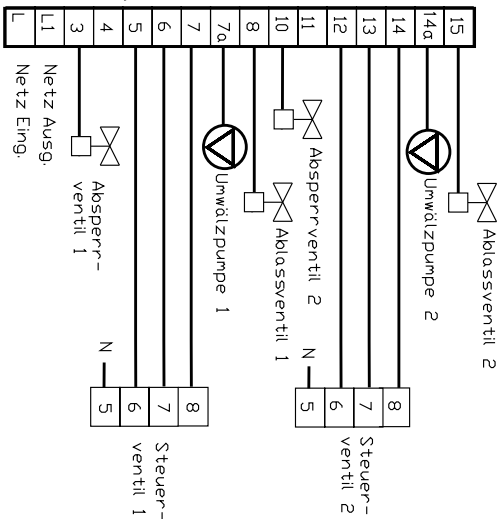 L L1 3 4 5 6 7 7a 8 10 11 12 13 14 14a 15
Netz Eing.
Netz Ausg.
Absperr-
ventil 1
Umwälzpumpe 1
Ablassventil 1
Absperrventil 2
Umwälzpumpe 2
Ablassventil 2
N
5 6 7 8
Steuer-
ventil 1
N
5 6 7 8
Steuer-
ventil 2